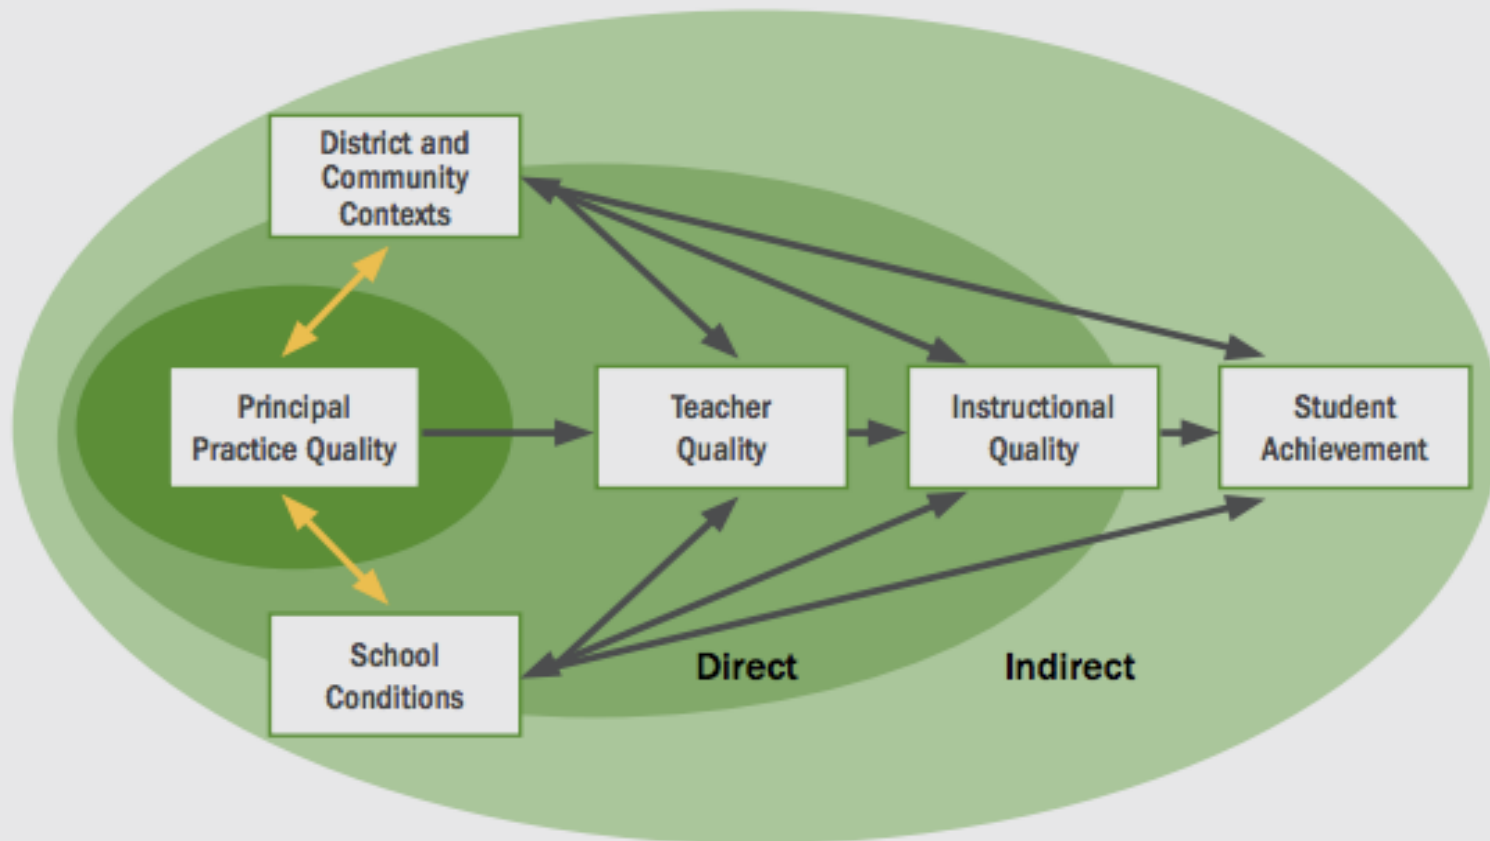 District and
Community
Contexts
Principal
Practice Quality
Teacher
Quality
Instructional
Quality
Student
Achievement
School
Conditions
Direct
Indirect